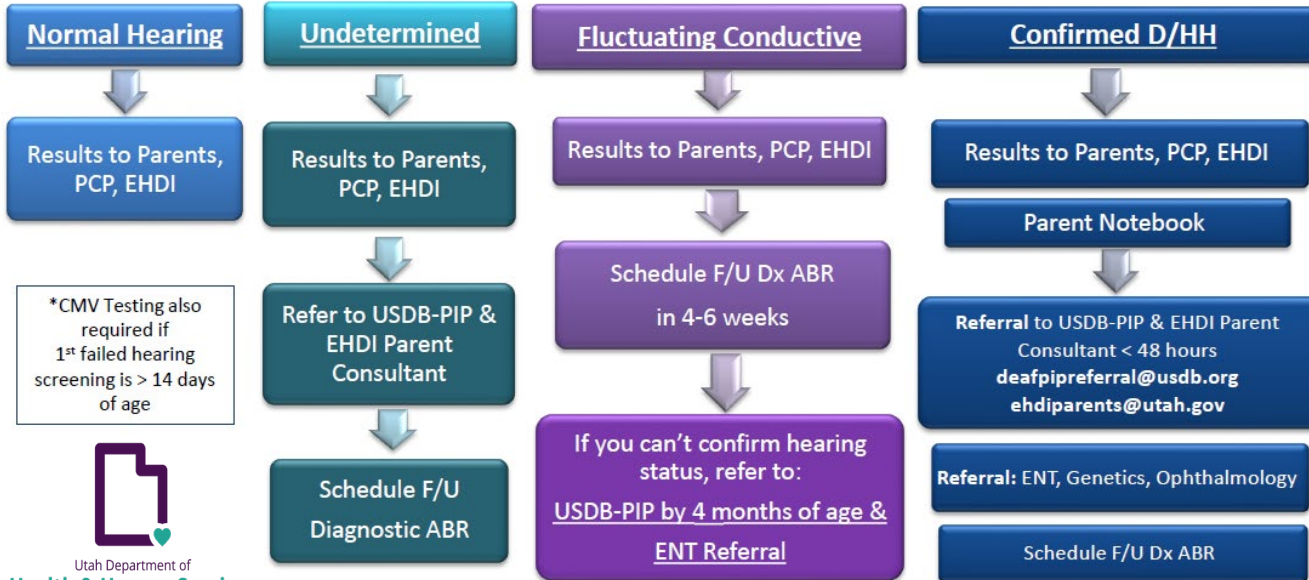 Normal Hearing
Results to Parents,
PCP, EHDI
*CMV Testing also
required if
1st failed hearing
screening is > 14 days
of age
Utah Department of
Undetermined
Results to Parents,
PCP, EHDI
Refer to USDB-PIP &
EHDI Parent
Consultant
Schedule F/U
Diagnostic ABR
Fluctuating Conductive
Results to Parents, PCP, EHDI
Schedule F/U Dx ABR
in 4-6 weeks
If you can't confirm hearing
status, refer to:
USDB-PIP by 4 months of age &
ENT Referral
Confirmed D/HH
Results to Parents, PCP, EHDI
Parent Notebook
Referral to USDB-PIP & EHDI Parent
Consultant < 48 hours
deafpipreferral@usdb.org
ehdiparents@utah.gov
Referral: ENT, Genetics, Ophthalmology
Schedule F/U Dx ABR